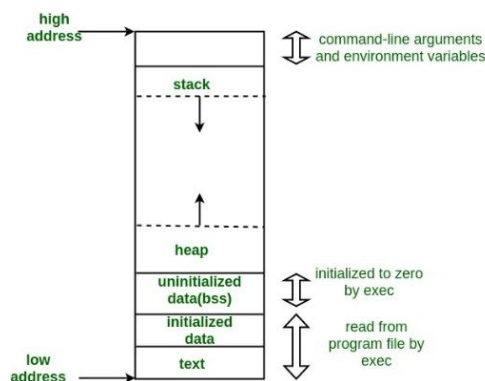 high
address
command-line arguments
and environment variables
stack
heap
uninitialized
data(bss)
initialized to zero
by exec
initialized
data
read from
program file by
exec
text
low
address